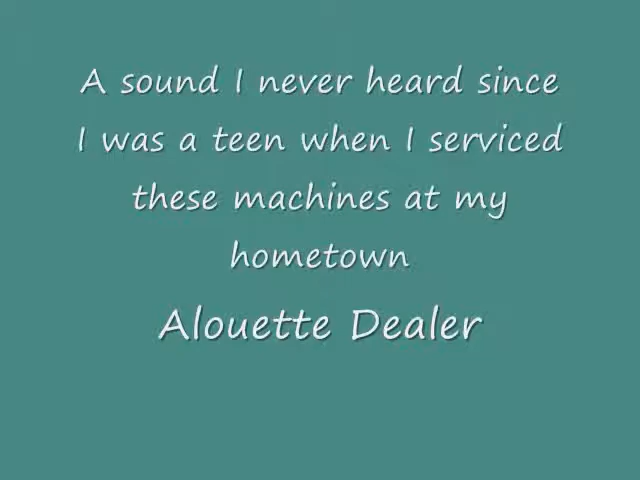 A sound I never heard since
I was a teen when I serviced
these machines at my
hometown
Alouette Dealer